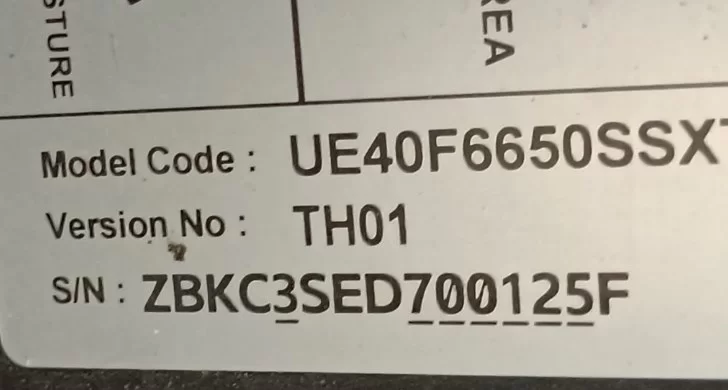 STURE
REA
Model Code : UE40F6650SSX
Version No : TH01
S/N : ZBKC3SED700125F